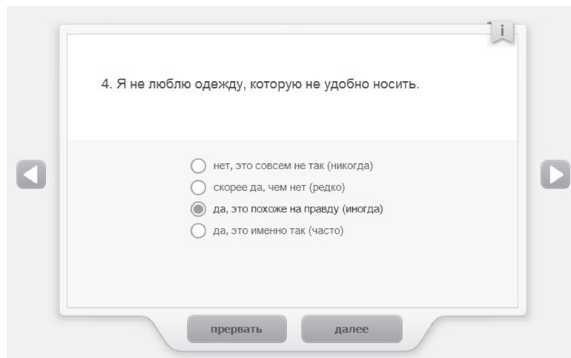 i
4. Я не люблю одежду, которую не удобно носить.
нет, это совсем не так (никогда)
скорее да, чем нет (редко)
да, это похоже на правду (иногда)
да, это именно так (часто)
прервать
далее